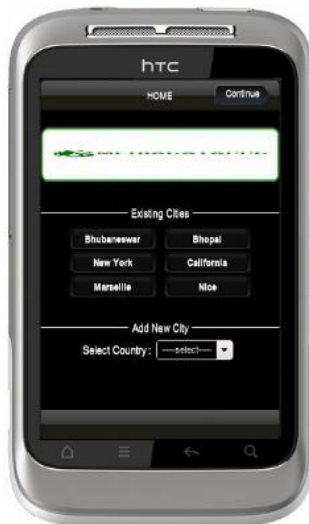 hTC
HOME Continue
Existing Cities
Bhubaneswar Bhopal
New York California
Marseille Nice
Add New City
Select Country : ----select----